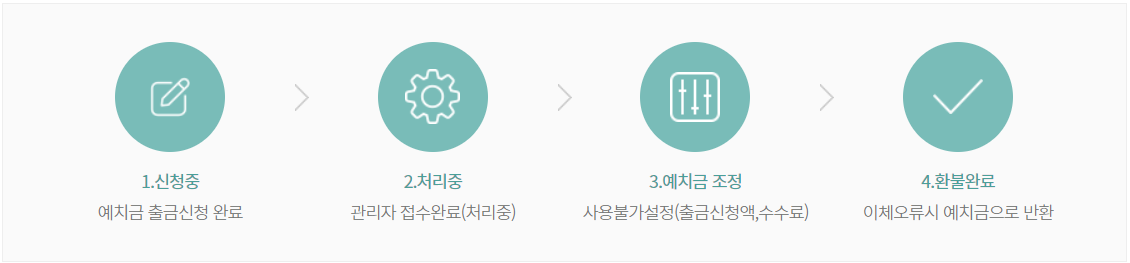 1.신청중
예치금 출금신청 완료
2.처리중
관리자 접수완료(처리중)
3.예치금 조정
사용불가설정(출금신청액,수수료)
4.환불완료
이체오류시 예치금으로 반환